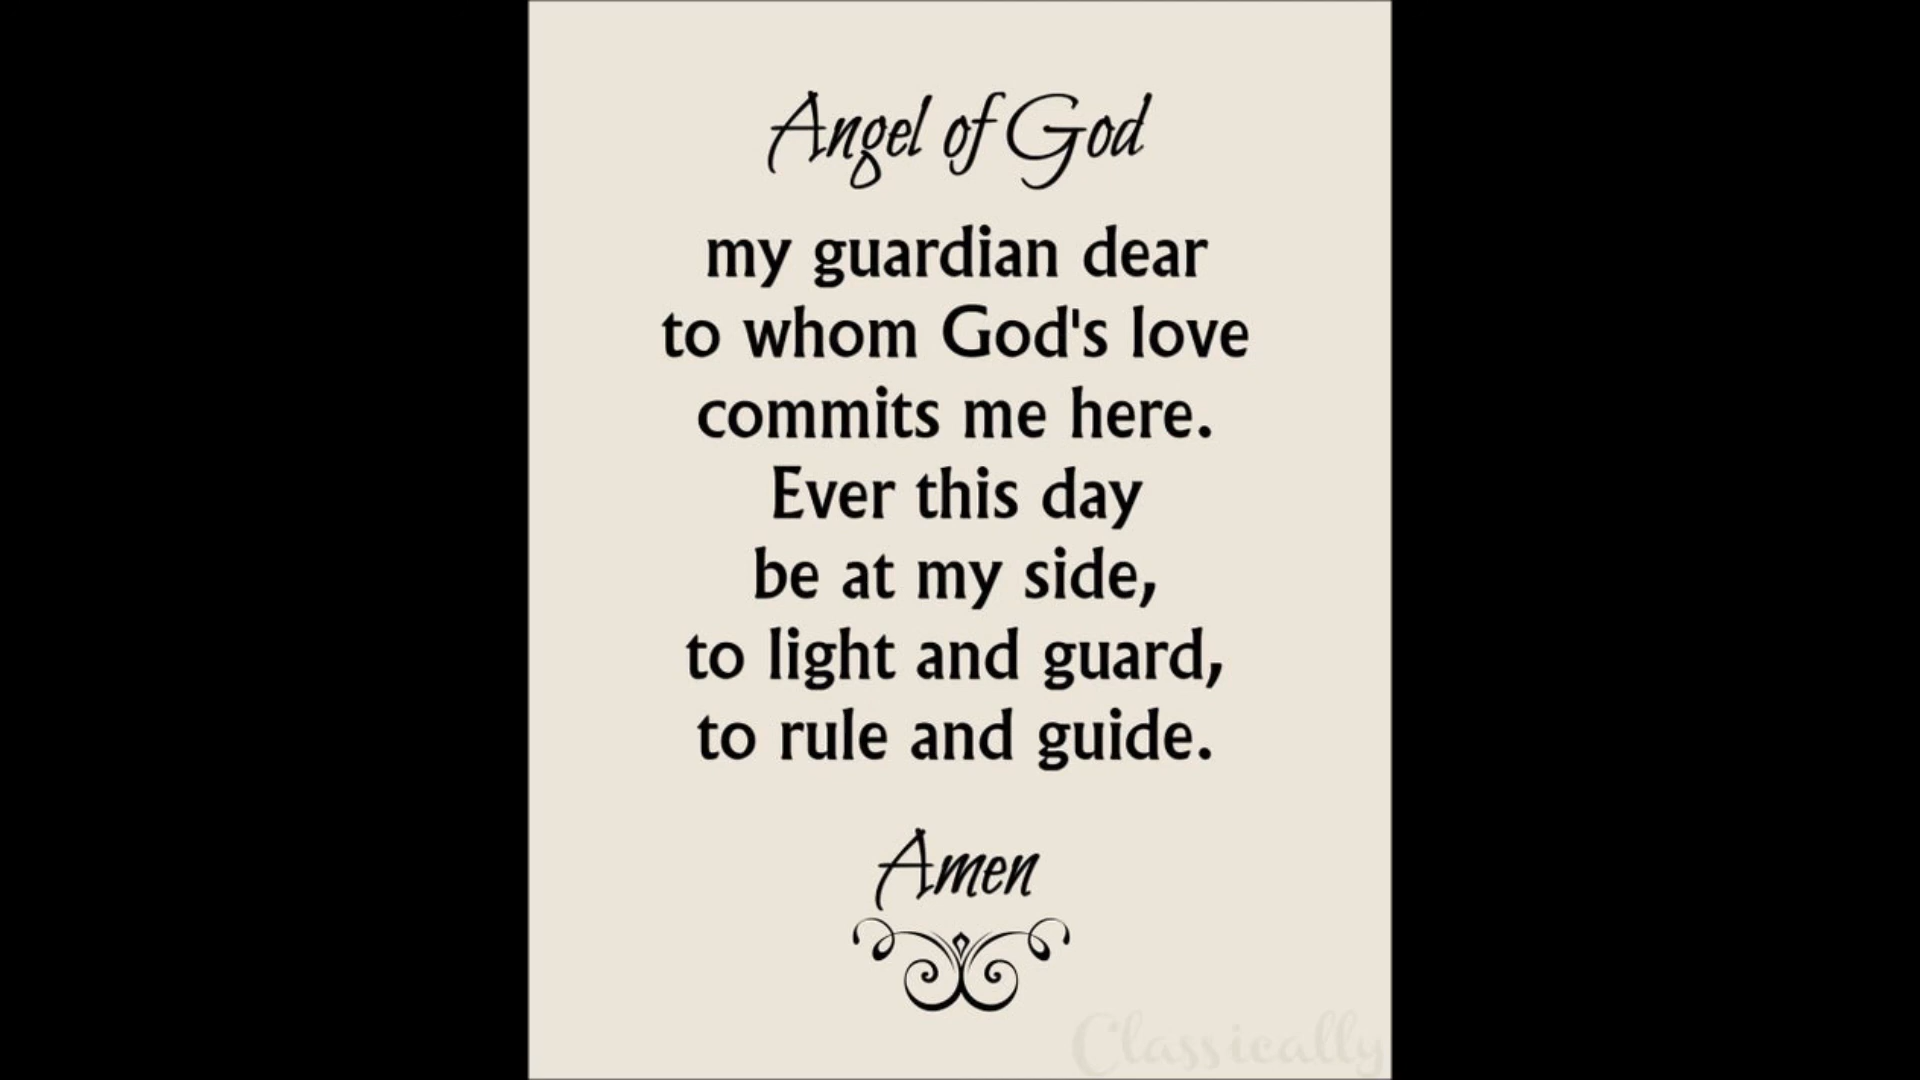 Angel of God
my guardian dear
to whom God's love
commits me here.
Ever this day
be at my side,
to light and guard,
to rule and guide.
Amen
Classically